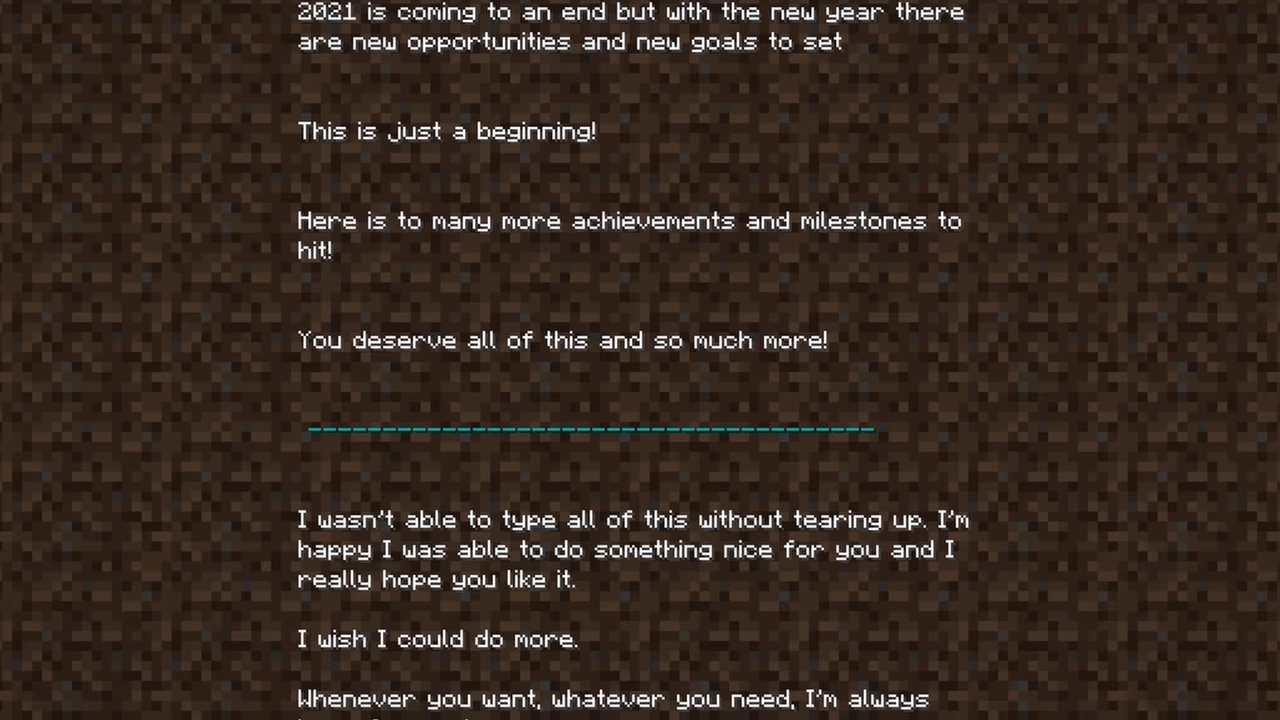 2021 is coming to an end but with the new year there
are new opportunities and new goals to set
This is just a beginning!
Here is to many more achievements and milestones to
hit!
You deserve all of this and so much more!
I wasn't able to type all of this without tearing up. I'm
happy I was able to do something nice for you and I
really hope you like it.
I wish I could do more.
Whenever you want, whatever you need, I'm always